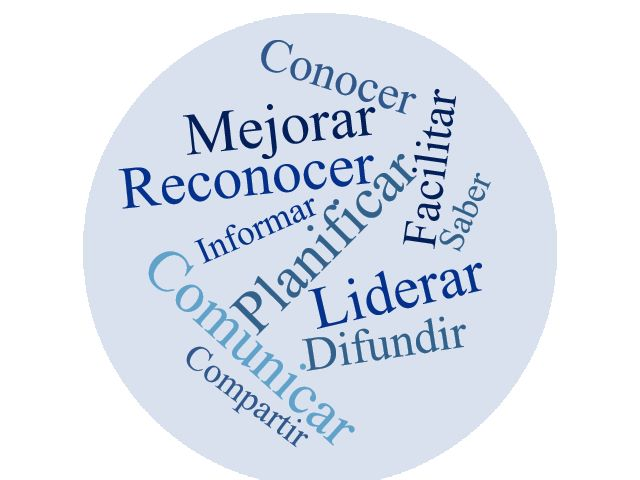 Conocer
Mejorar
Facilitar
Reconocer
Saber
Informar
Planificar
Comunicar
Liderar
Difundir
Compartir